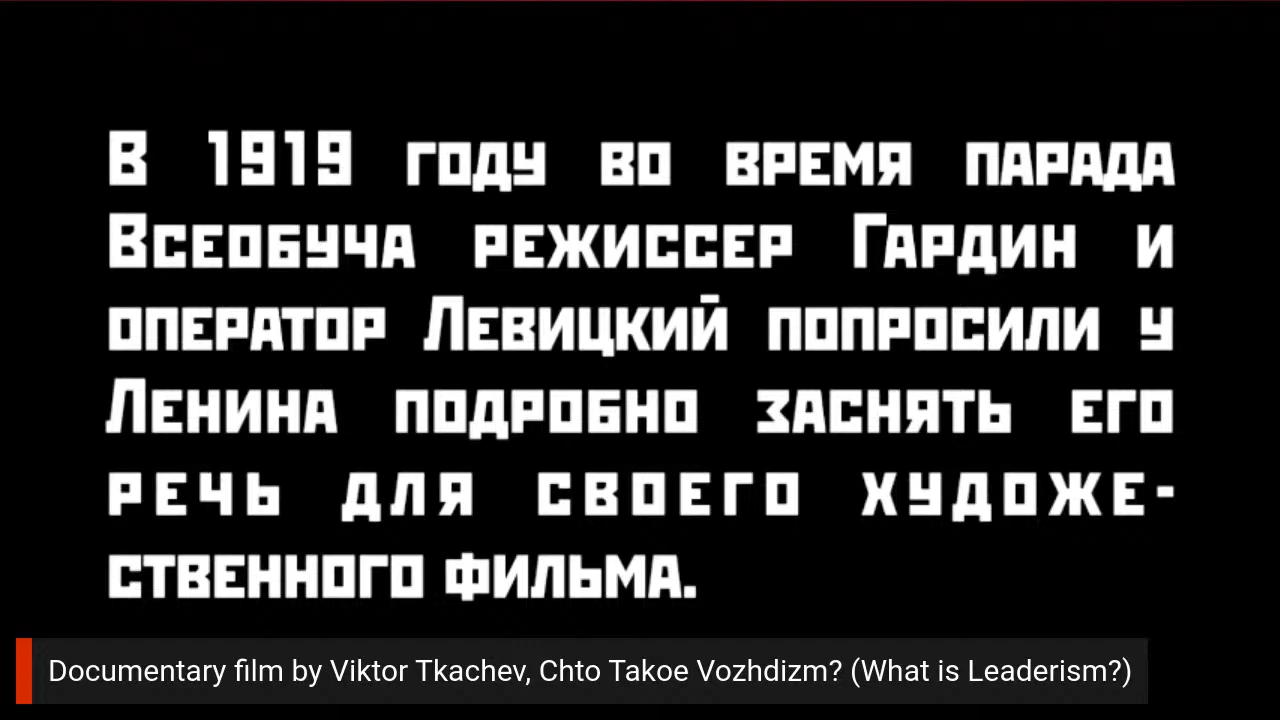 В 1919 году во время парада
Всеобуча режиссер Гардин и
оператор Левицкий попросили у
Ленина подробно заснять его
речь для своего художе-
ственного фильма.
Documentary film by Viktor Tkachev, Chto Takoe Vozhdizm? (What is Leaderism?)